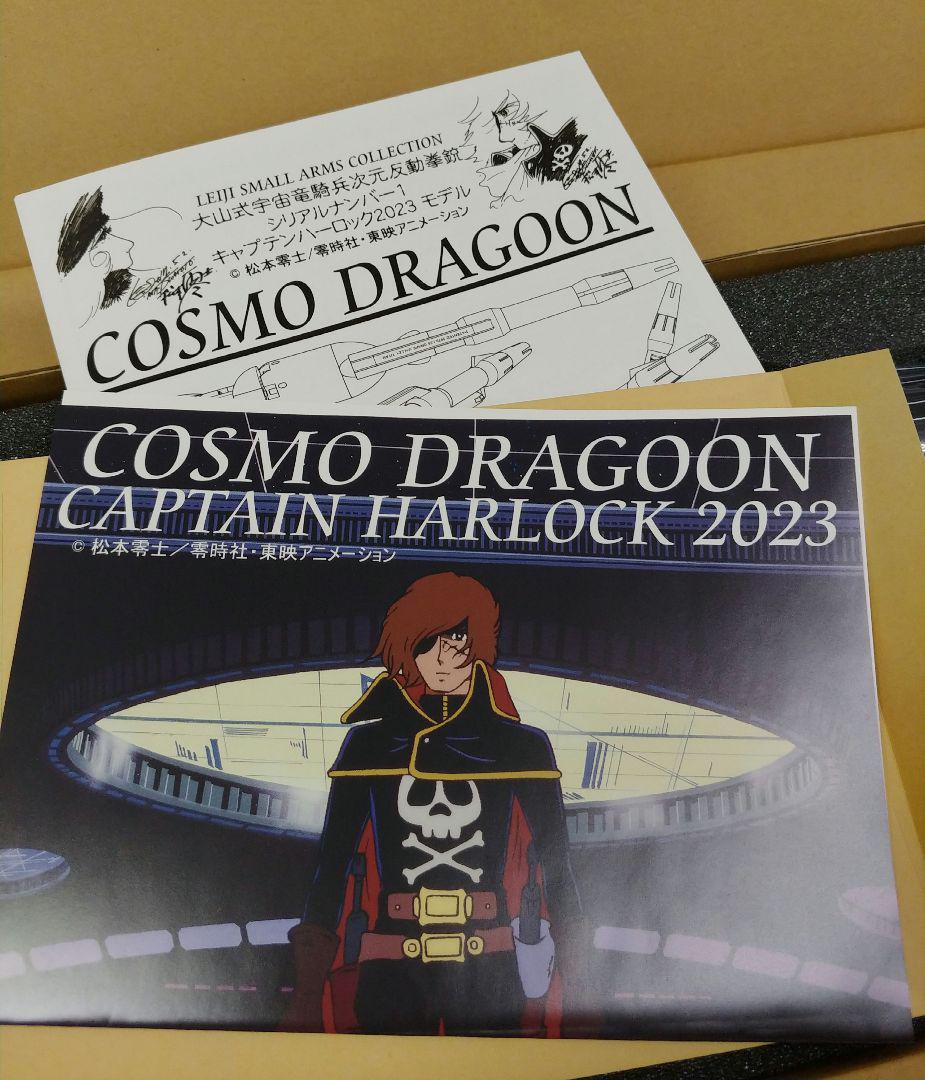 LEIJI SMALL ARMS COLLECTION
大山式宇宙竜騎兵次元反動拳銃
シリアルナンバー1
キャプテンハーロック2023 モデル
© 松本零士/零時社・東映アニメーション
COSMO DRAGOON
COSMO DRAGOON
CAPTAIN HARLOCK 2023
© 松本零士／零時社・東映アニメーション